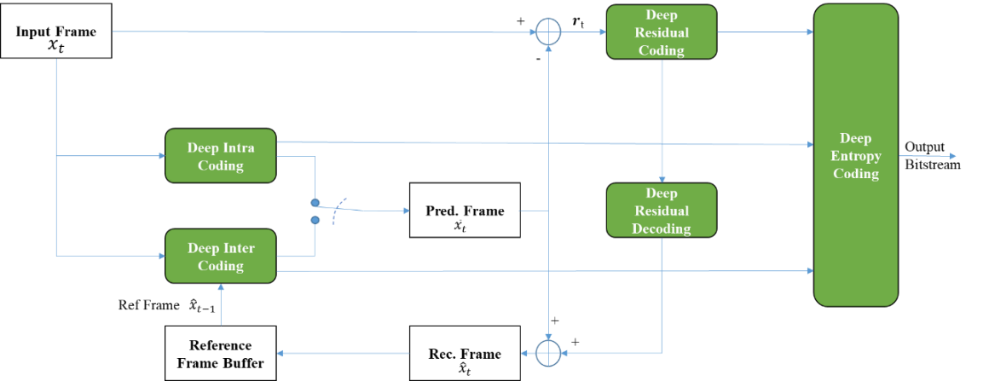 Input Frame
x_t
+
-
r_t
Deep
Residual
Coding
Deep Intra
Coding
Deep
Entropy
Coding
Output
Bitstream
Pred. Frame
x_t
Deep
Residual
Decoding
Deep Inter
Coding
Ref Frame x̂_{t−1}
+
+
Reference
Frame Buffer
Rec. Frame
x̂_t